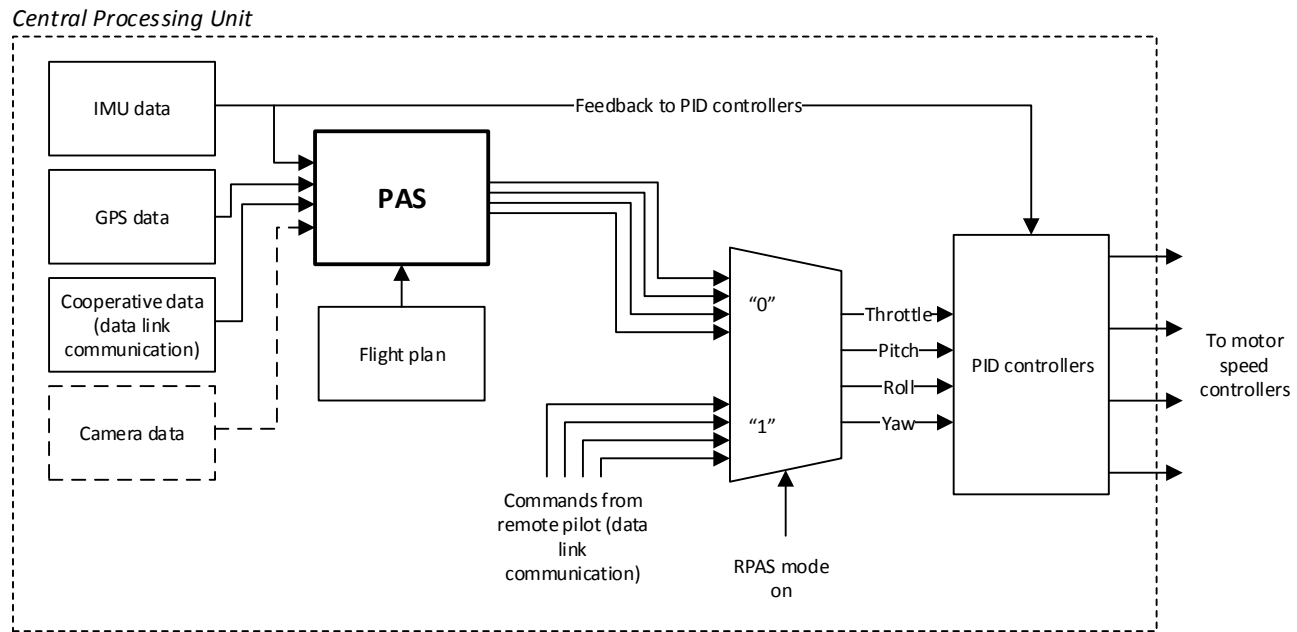 Central Processing Unit
IMU data
Feedback to PID controllers
PAS
GPS data
Cooperative data
(data link
communication)
Flight plan
Camera data
“0”
“1”
Throttle
Pitch
Roll
Yaw
PID controllers
To motor
speed
controllers
Commands from
remote pilot (data
link
communication)
RPAS mode
on